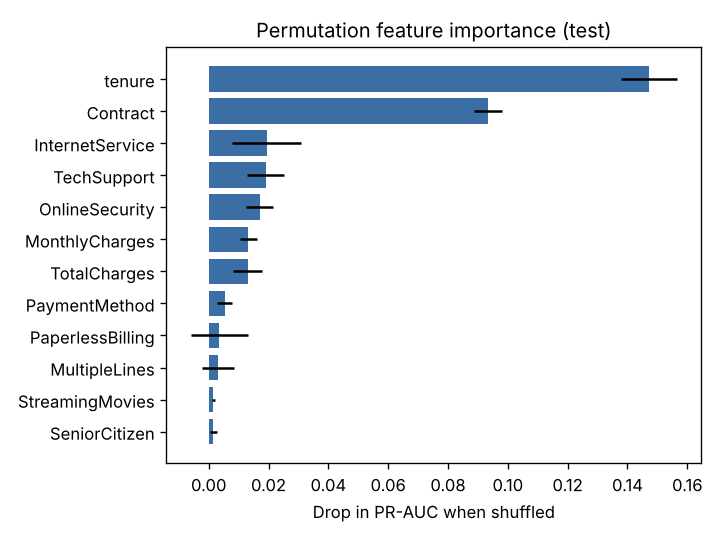 Permutation feature importance (test)
tenure
Contract
InternetService
TechSupport
OnlineSecurity
MonthlyCharges
TotalCharges
PaymentMethod
PaperlessBilling
MultipleLines
StreamingMovies
SeniorCitizen
0.00 0.02 0.04 0.06 0.08 0.10 0.12 0.14 0.16
Drop in PR-AUC when shuffled